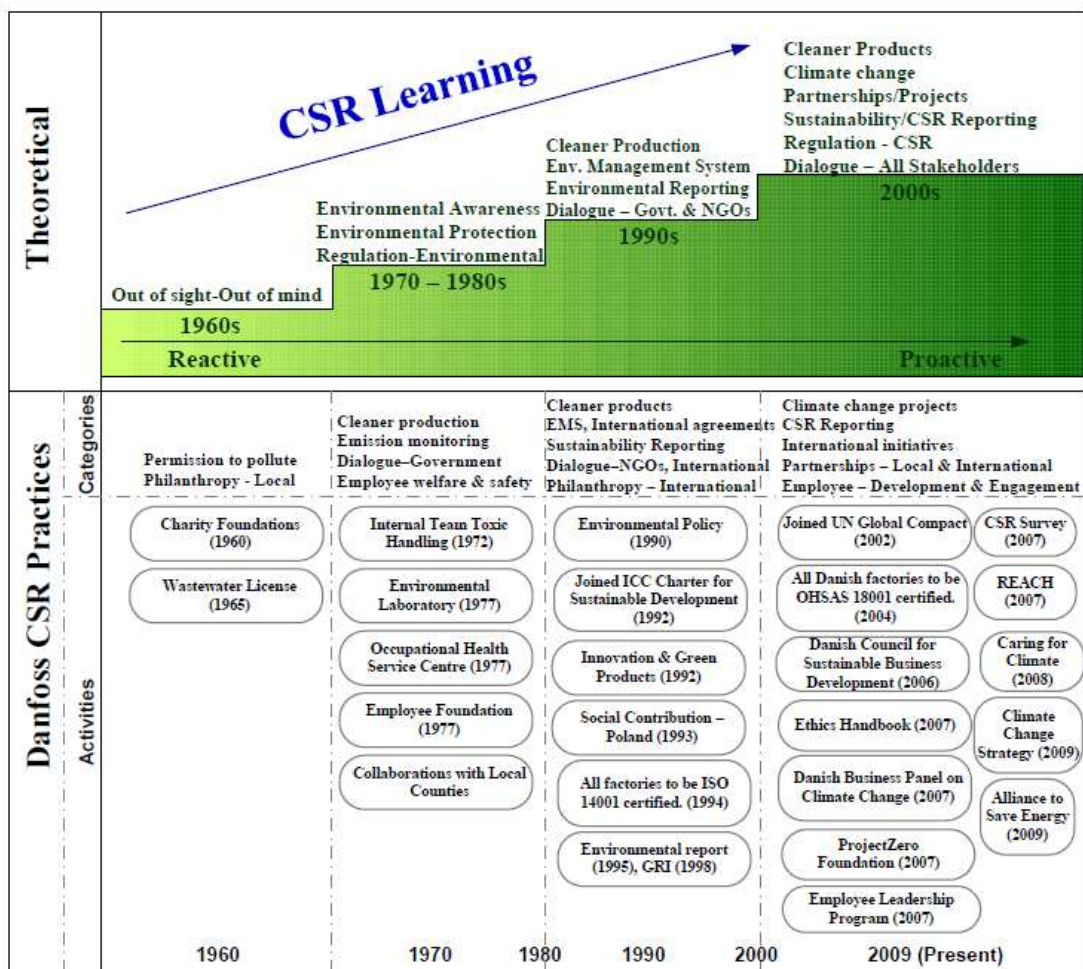 Theoretical
CSR Learning
Out of sight-Out of mind
1960s
Environmental Awareness
Environmental Protection
Regulation-Environmental
1970 – 1980s
Cleaner Production
Env. Management System
Environmental Reporting
Dialogue – Govt. & NGOs
1990s
Cleaner Products
Climate change
Partnerships/Projects
Sustainability/CSR Reporting
Regulation - CSR
Dialogue – All Stakeholders
2000s
Reactive
Proactive
Danfoss CSR Practices
Categories
Permission to pollute
Philanthropy - Local
Cleaner production
Emission monitoring
Dialogue–Government
Employee welfare & safety
Cleaner products
EMS, International agreements
Sustainability Reporting
Dialogue–NGOs, International
Philanthropy – International
Climate change projects
CSR Reporting
International initiatives
Partnerships – Local & International
Employee – Development & Engagement
Activities
Charity Foundations
(1960)
Wastewater License
(1965)
Internal Team Toxic
Handling (1972)
Environmental
Laboratory (1977)
Occupational Health
Service Centre (1977)
Employee Foundation
(1977)
Collaborations with Local
Counties
Environmental Policy
(1990)
Joined ICC Charter for
Sustainable Development
(1992)
Innovation & Green
Products (1992)
Social Contribution –
Poland (1993)
All factories to be ISO
14001 certified. (1994)
Environmental report
(1995), GRI (1998)
Joined UN Global Compact
(2002)
All Danish factories to be
OHSAS 18001 certified.
(2004)
Danish Council for
Sustainable Business
Development (2006)
Ethics Handbook (2007)
Danish Business Panel on
Climate Change (2007)
ProjectZero
Foundation (2007)
Employee Leadership
Program (2007)
CSR Survey
(2007)
REACH
(2007)
Caring for
Climate
(2008)
Climate
Change
Strategy (2009)
Alliance to
Save Energy
(2009)
1960
1970
1980
1990
2000
2009 (Present)